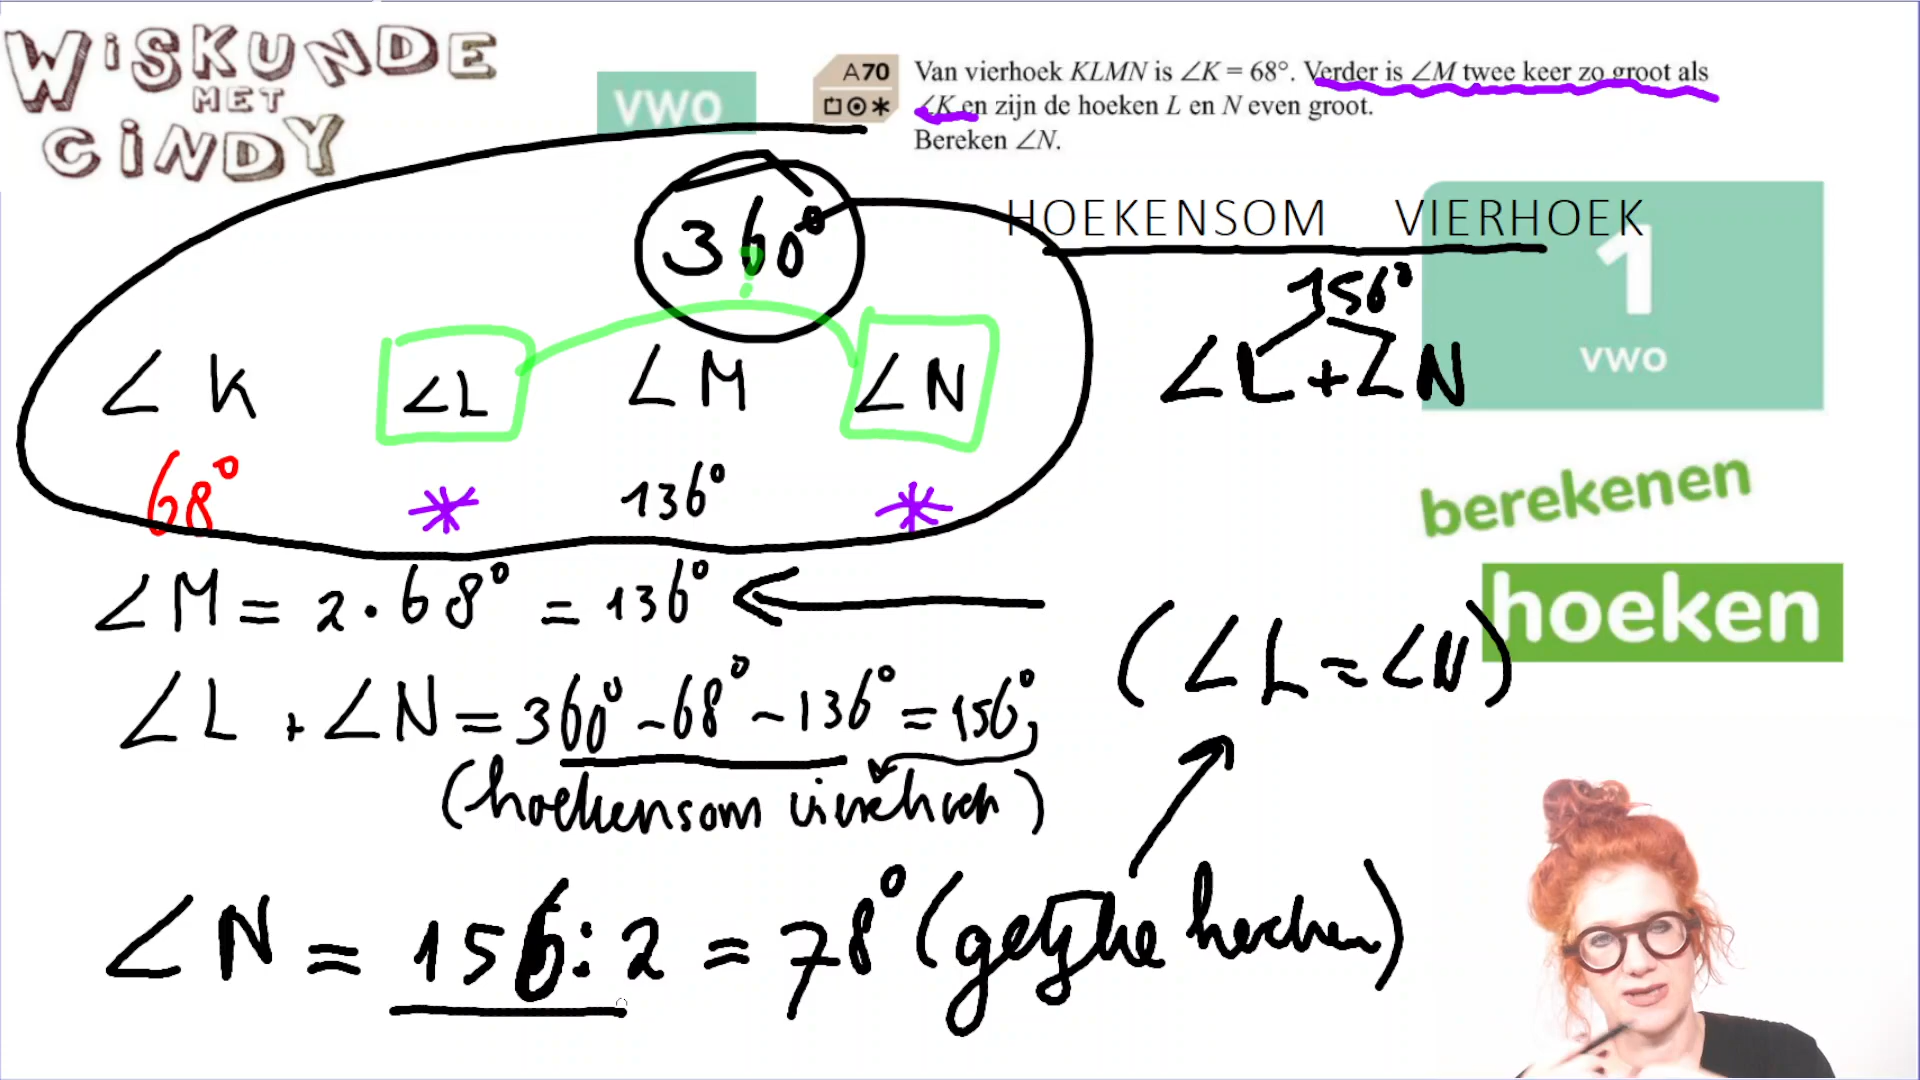 WiSKUNDE
MET
CiNDY
vwo
A70
Van vierhoek KLMN is ∠K = 68°. Verder is ∠M twee keer zo groot als
∠K en zijn de hoeken L en N even groot.
Bereken ∠N.
HOEKENSOM VIERHOEK
360°
156°
∠L + ∠N
1
vwo
∠K ∠L ∠M ∠N
68° * 136° *
berekenen
hoeken
∠M = 2 · 68° = 136°
(∠L = ∠N)
∠L + ∠N = 360° - 68° - 136° = 156°
(hoekensom vierhoek)
∠N = 156 : 2 = 78° (gelijke hoeken)